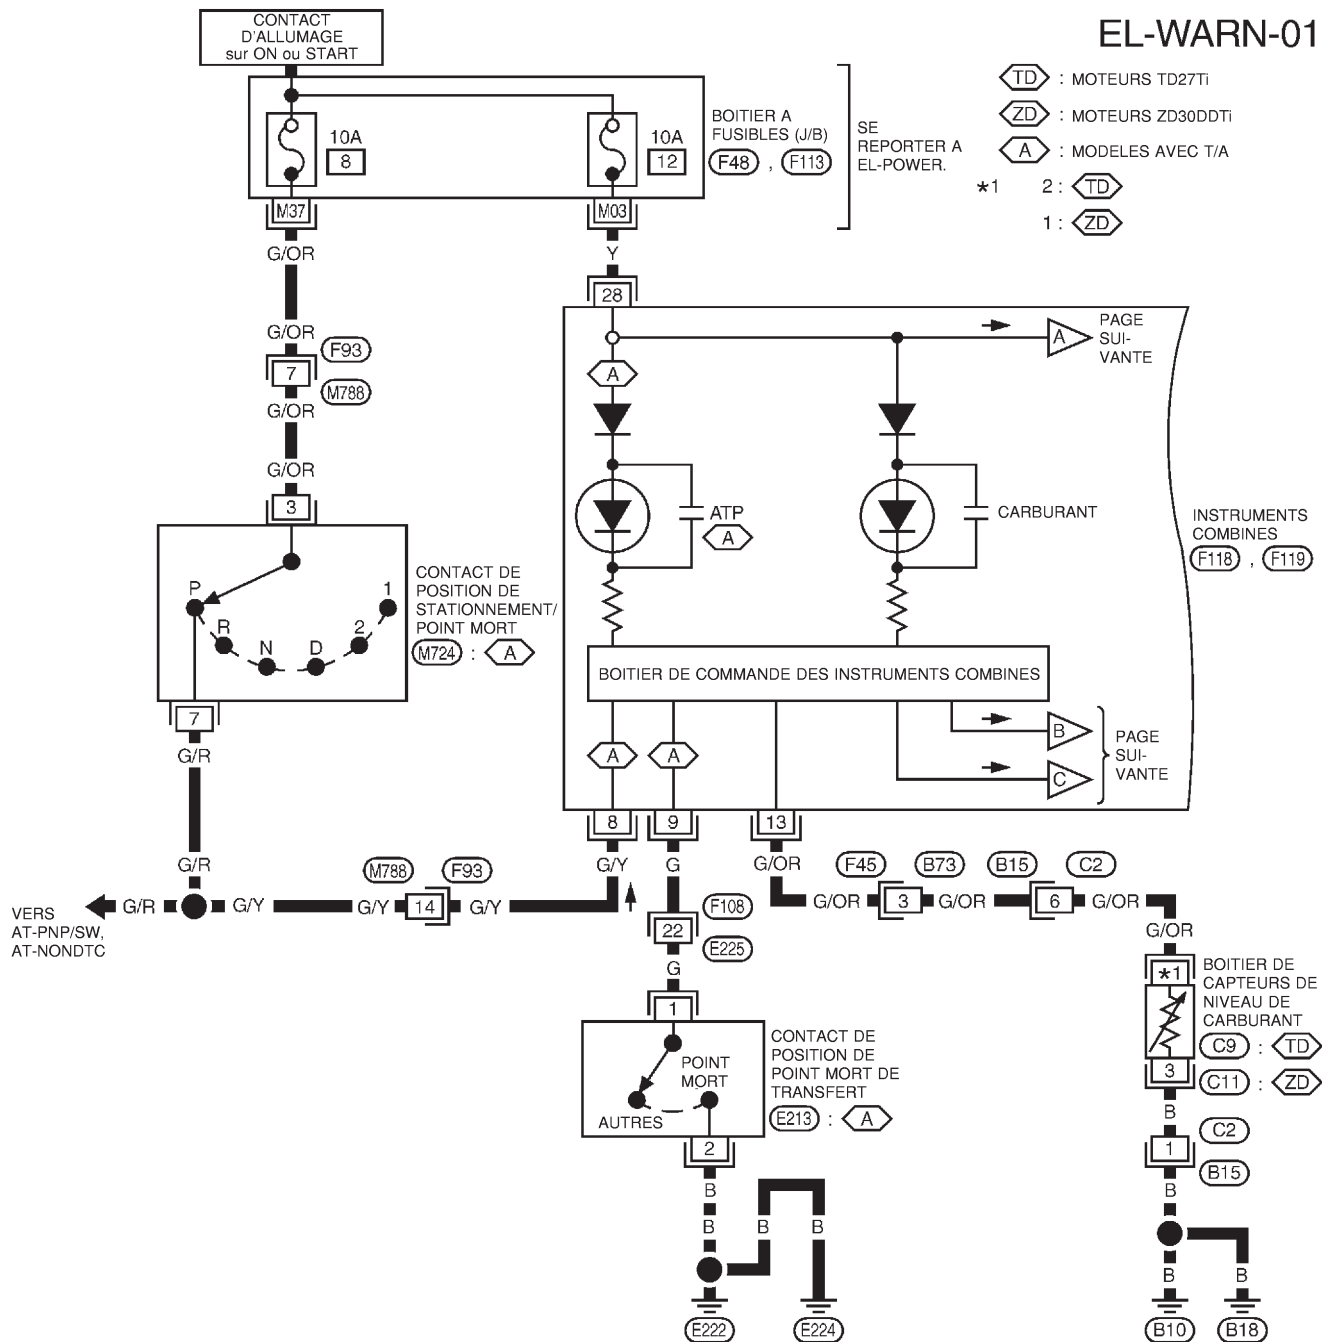 EL-WARN-01
CONTACT
D'ALLUMAGE
sur ON ou START
TD : MOTEURS TD27Ti
ZD : MOTEURS ZD30DDTi
A : MODELES AVEC T/A
*1 2 : TD
1 : ZD
10A
8
10A
12
BOITIER A
FUSIBLES (J/B)
F48 , F113
SE
REPORTER A
EL-POWER.
M37
M03
G/OR
Y
28
G/OR
F93
7
M788
G/OR
G/OR
3
A
PAGE
SUI-
VANTE
A
ATP
A
CARBURANT
INSTRUMENTS
COMBINES
F118 , F119
P
R
N
D
2
1
CONTACT DE
POSITION DE
STATIONNEMENT/
POINT MORT
M724 : A
7
G/R
BOITIER DE COMMANDE DES INSTRUMENTS COMBINES
A
A
B
C
PAGE
SUI-
VANTE
8
9
13
G/R
G/Y
G
G/OR
VERS
AT-PNP/SW,
AT-NONDTC
G/R
G/Y
G/Y
M788
F93
14
G/Y
F45
B73
B15
C2
G/OR
3
G/OR
6
G/OR
G/OR
F108
22
E225
G
1
POINT
MORT
AUTRES
CONTACT DE
POSITION DE
POINT MORT DE
TRANSFERT
E213 : A
2
B
B
B
B
E222
E224
*1
BOITIER DE
CAPTEURS DE
NIVEAU DE
CARBURANT
C9 : TD
3
C11 : ZD
B
C2
1
B15
B
B
B
B10
B18